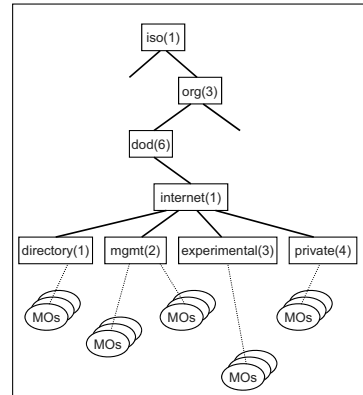 iso(1)
org(3)
dod(6)
internet(1)
directory(1) mgmt(2) experimental(3) private(4)
MOs MOs MOs MOs MOs